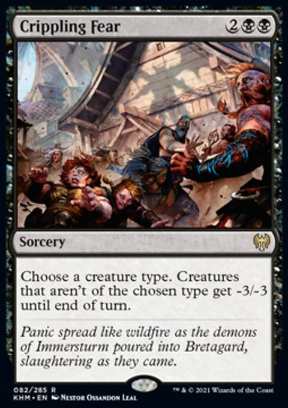 Crippling Fear 2
Sorcery
Choose a creature type. Creatures
that aren't of the chosen type get -3/-3
until end of turn.
Panic spread like wildfire as the demons
of Immersturm poured into Bretagard,
slaughtering as they came.
082/285 R
KHM • EN NESTOR OSSANDON LEAL
™ & © 2021 Wizards of the Coast